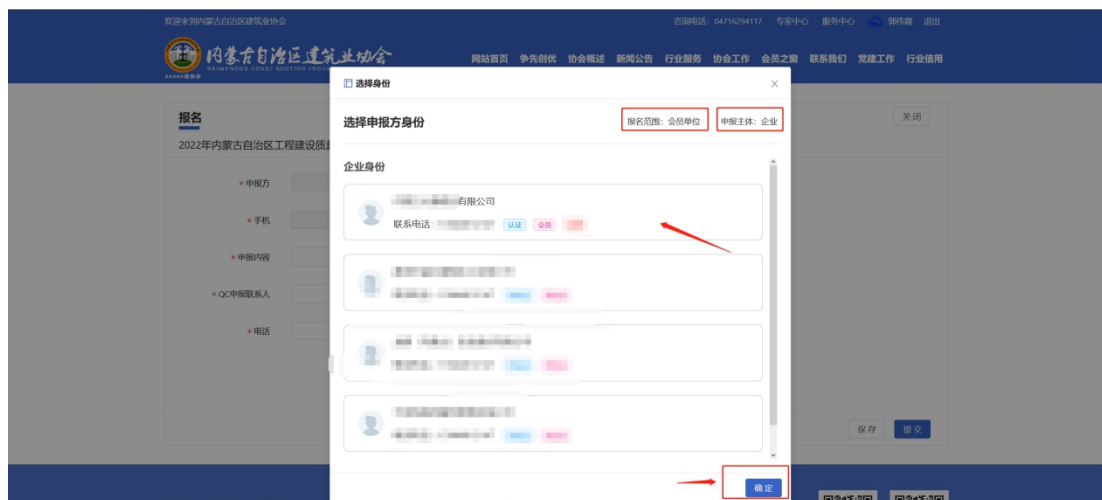 欢迎来到内蒙古自治区建筑业协会
咨询电话：04716294117 专家中心 服务中心 退出
内蒙古自治区建筑业协会
AAAAA级协会
网站首页 争先创优 协会概述 新闻公告 行业服务 协会工作 会员之窗 联系我们 党建工作 行业信用
选择身份
报名
关闭
选择申报方身份
报名范围：会员单位
申报主体：企业
2022年内蒙古自治区工程建设质
企业身份
* 申报方
有限公司
* 手机
联系电话
认证 会员
* 申报内容
* QC申报联系人
* 电话
保存 提交
确定